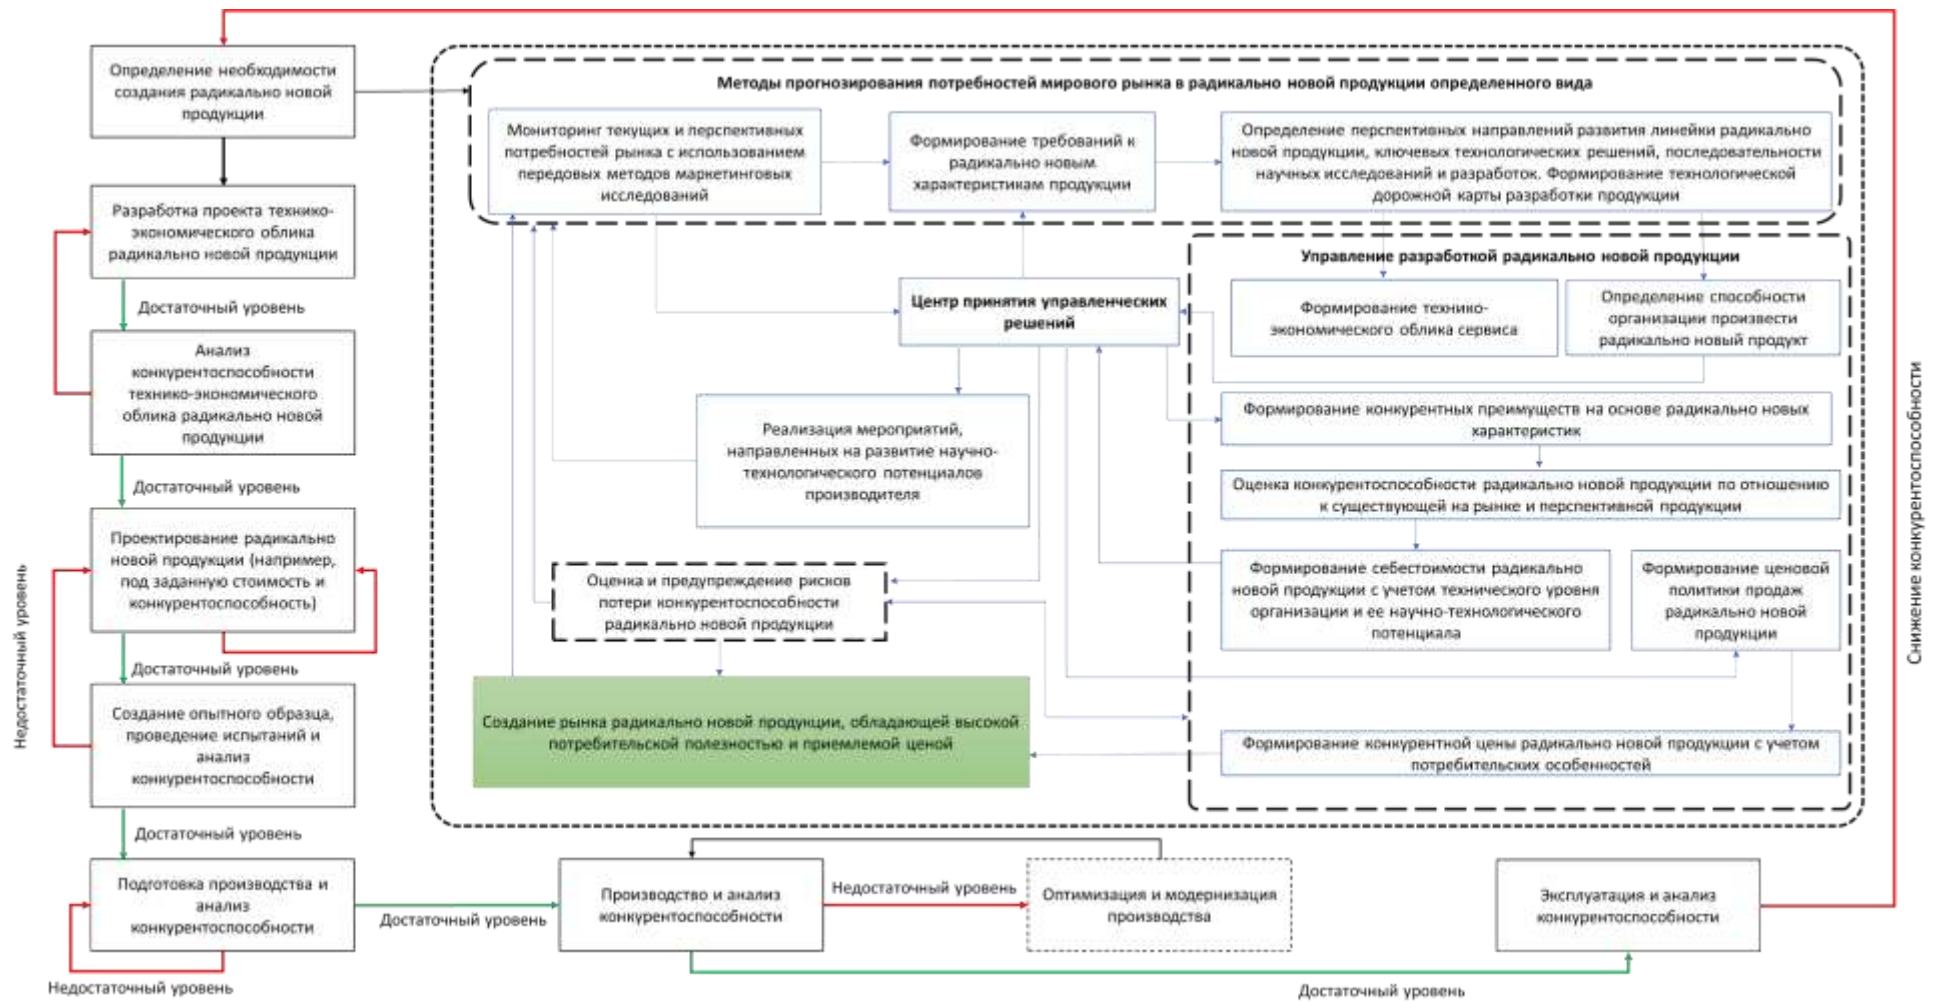 Определение необходимости
создания радикально новой
продукции
Разработка проекта технико-
экономического облика
радикально новой продукции
Достаточный уровень
Анализ
конкурентоспособности
технико-экономического
облика радикально новой
продукции
Достаточный уровень
Проектирование радикально
новой продукции (например,
под заданную стоимость и
конкурентоспособность)
Недостаточный уровень
Достаточный уровень
Создание опытного образца,
проведение испытаний и
анализ
конкурентоспособности
Достаточный уровень
Подготовка производства и
анализ
конкурентоспособности
Недостаточный уровень
Достаточный уровень
Методы прогнозирования потребностей мирового рынка в радикально новой продукции определенного вида
Мониторинг текущих и перспективных
потребностей рынка с использованием
передовых методов маркетинговых
исследований
Формирование требований к
радикально новым
характеристикам продукции
Определение перспективных направлений развития линейки радикально
новой продукции, ключевых технологических решений, последовательности
научных исследований и разработок. Формирование технологической
дорожной карты разработки продукции
Управление разработкой радикально новой продукции
Центр принятия управленческих
решений
Формирование технико-
экономического облика сервиса
Определение способности
организации произвести
радикально новый продукт
Реализация мероприятий,
направленных на развитие научно-
технологического потенциалов
производителя
Формирование конкурентных преимуществ на основе радикально новых
характеристик
Оценка конкурентоспособности радикально новой продукции по отношению
к существующей на рынке и перспективной продукции
Оценка и предупреждение рисков
потери конкурентоспособности
радикально новой продукции
Формирование себестоимости радикально
новой продукции с учетом технического уровня
организации и ее научно-технологического
потенциала
Формирование ценовой
политики продаж
радикально новой
продукции
Создание рынка радикально новой продукции, обладающей высокой
потребительской полезностью и приемлемой ценой
Формирование конкурентной цены радикально новой продукции с учетом
потребительских особенностей
Снижение конкурентоспособности
Производство и анализ
конкурентоспособности
Недостаточный уровень
Оптимизация и модернизация
производства
Эксплуатация и анализ
конкурентоспособности
Достаточный уровень